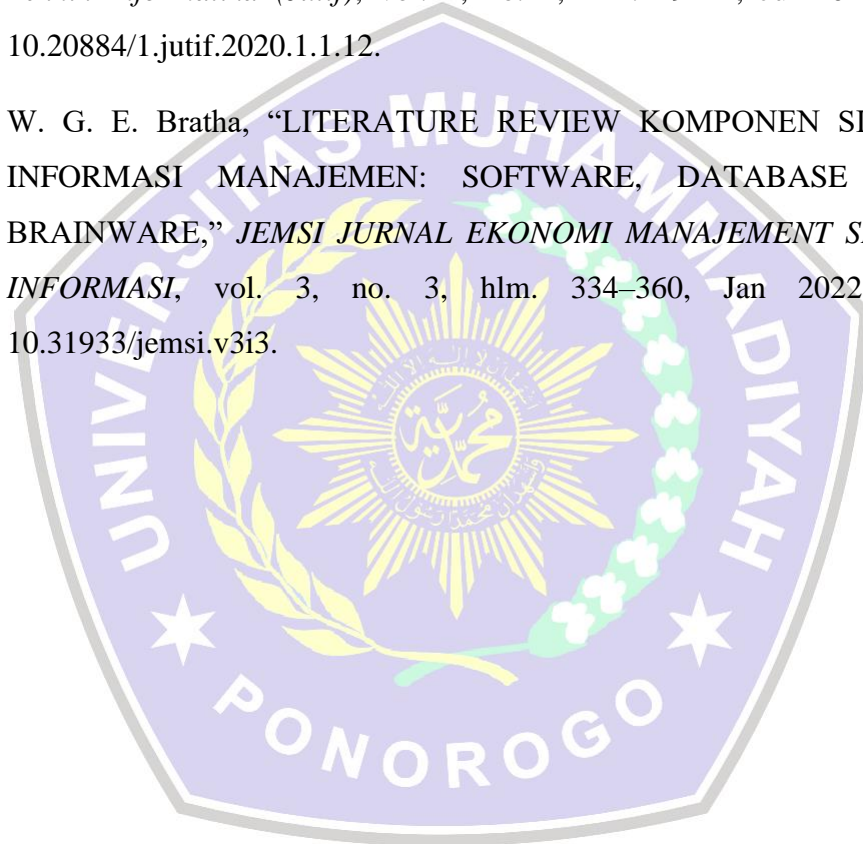 10.20884/1.jutif.2020.1.1.12.
W. G. E. Bratha, “LITERATURE REVIEW KOMPONEN
INFORMASI MANAJEMEN: SOFTWARE, DATABASE
BRAINWARE,” JEMSI JURNAL EKONOMI MANAJEMENT
INFORMASI, vol. 3, no. 3, hlm. 334–360, Jan 2022
10.31933/jemsi.v3i3.
UNIVERSITAS MUHAMMADIYAH
محمدية
PONOROGO